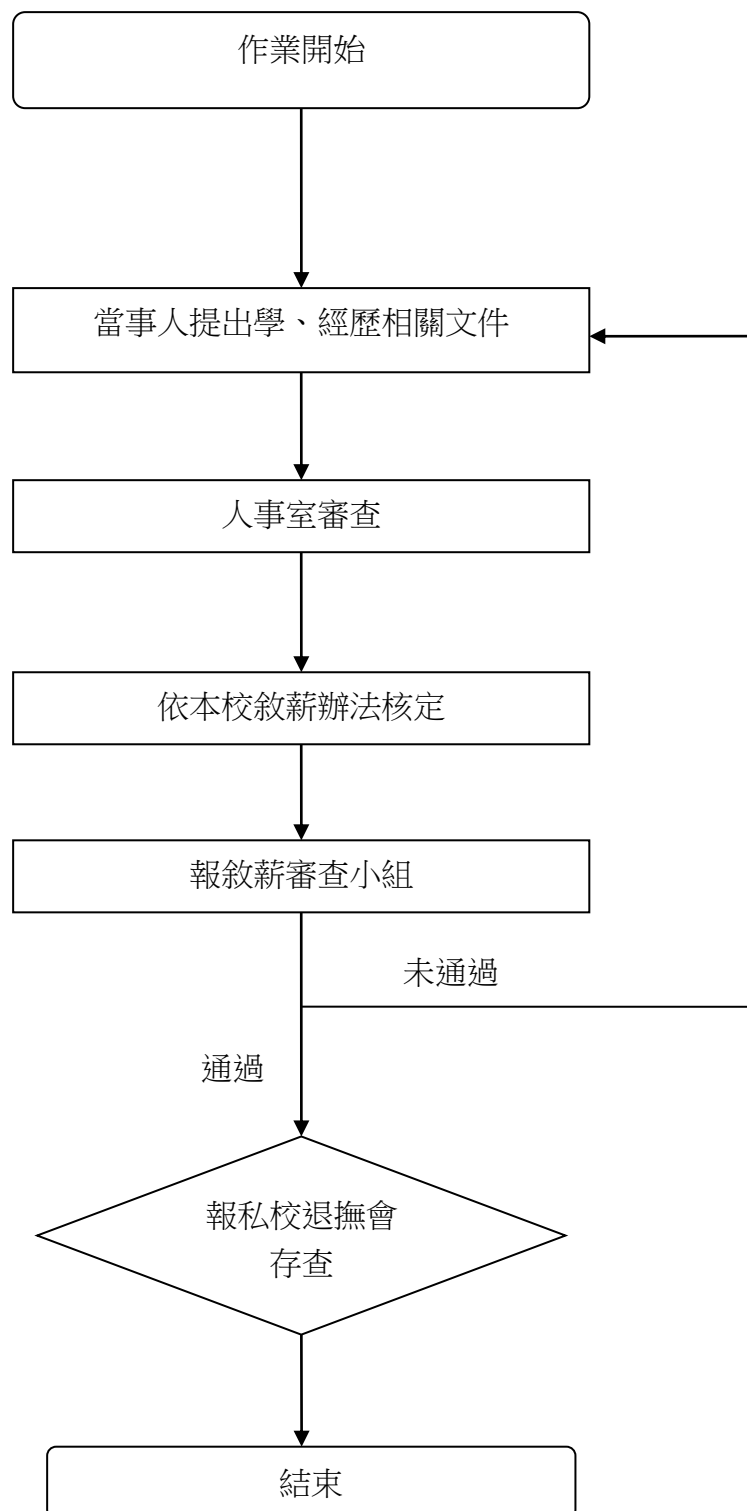 作業開始
當事人提出學、經歷相關文件
人事室審查
依本校敘薪辦法核定
報敘薪審查小組
未通過
通過
報私校退撫會
存查
結束